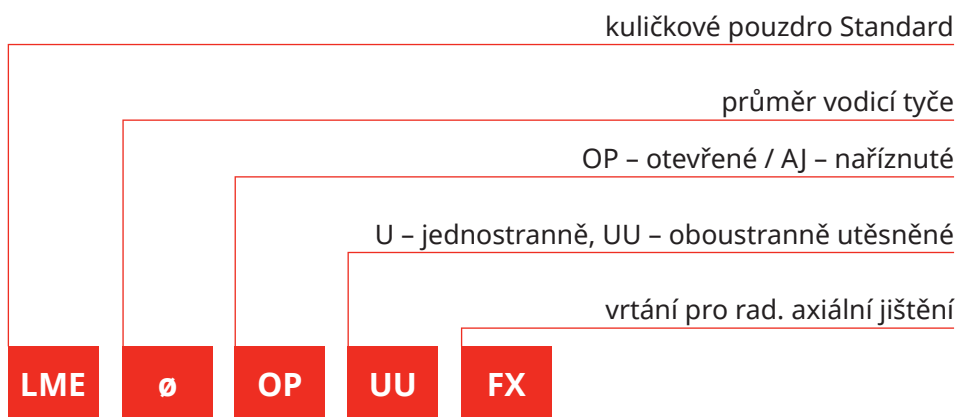 kuličkové pouzdro Standard
průměr vodicí tyče
OP – otevřené / AJ – naříznuté
U – jednostranně, UU – oboustranně utěsněné
vrtání pro rad. axiální jištění
LME ø OP UU FX